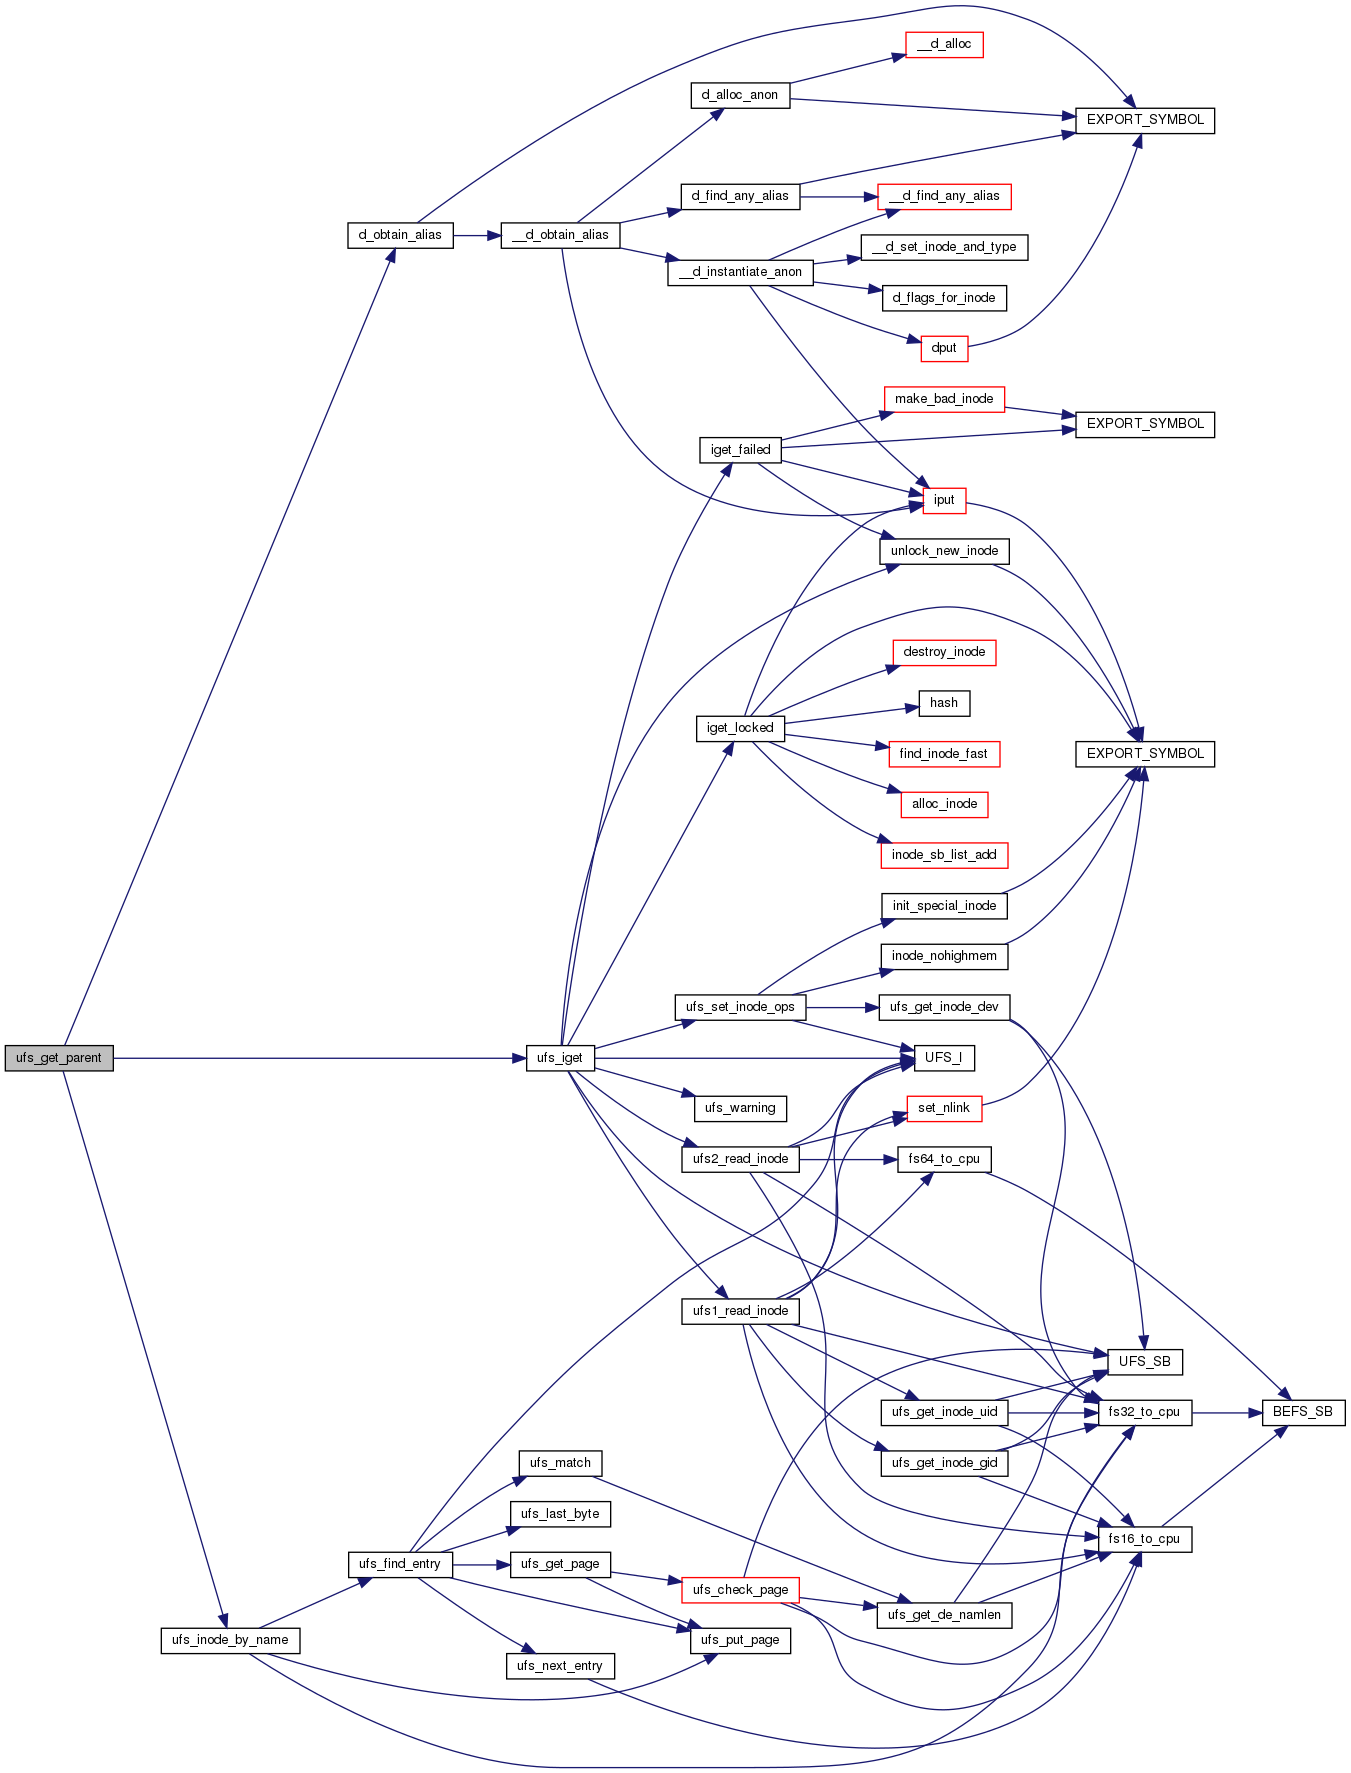 __d_alloc
d_alloc_anon
EXPORT_SYMBOL
d_find_any_alias
__d_find_any_alias
d_obtain_alias
__d_obtain_alias
__d_set_inode_and_type
__d_instantiate_anon
d_flags_for_inode
dput
make_bad_inode
EXPORT_SYMBOL
iget_failed
iput
unlock_new_inode
destroy_inode
hash
iget_locked
find_inode_fast
EXPORT_SYMBOL
alloc_inode
inode_sb_list_add
init_special_inode
inode_nohighmem
ufs_set_inode_ops
ufs_get_inode_dev
ufs_get_parent
ufs_iget
UFS_I
ufs_warning
set_nlink
ufs2_read_inode
fs64_to_cpu
ufs1_read_inode
UFS_SB
ufs_get_inode_uid
fs32_to_cpu
BEFS_SB
ufs_match
ufs_get_inode_gid
ufs_last_byte
fs16_to_cpu
ufs_find_entry
ufs_get_page
ufs_check_page
ufs_get_de_namlen
ufs_inode_by_name
ufs_put_page
ufs_next_entry